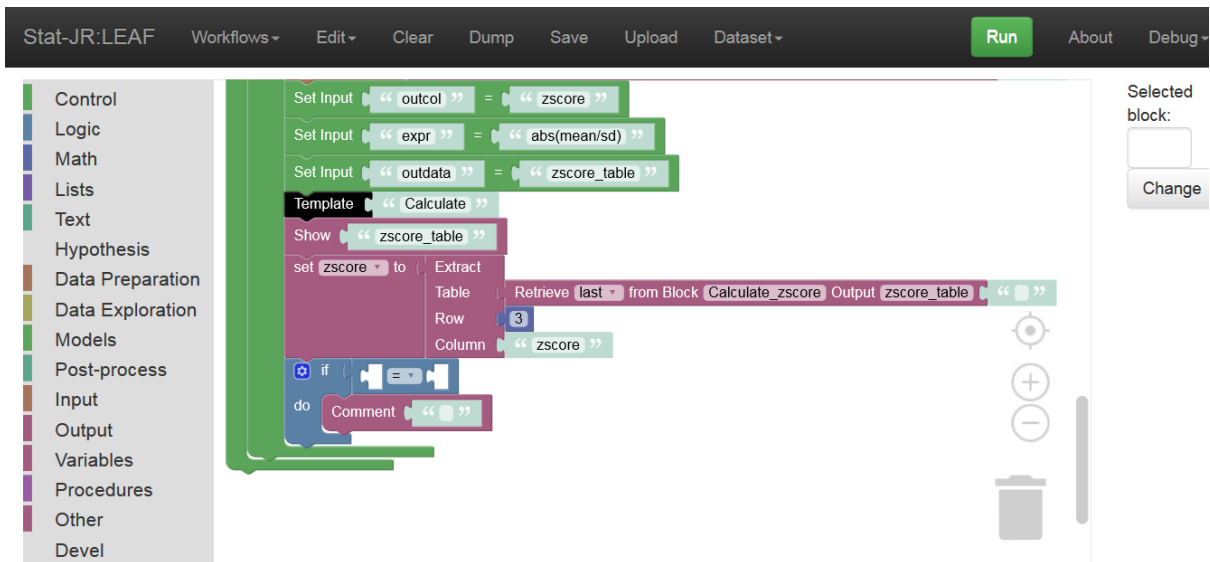 Stat-JR:LEAF Workflows Edit Clear Dump Save Upload Dataset Run About Debug
Control
Logic
Math
Lists
Text
Hypothesis
Data Preparation
Data Exploration
Models
Post-process
Input
Output
Variables
Procedures
Other
Devel
Set Input “ outcol ” = “ zscore ”
Set Input “ expr ” = “ abs(mean/sd) ”
Set Input “ outdata ” = “ zscore_table ”
Template “ Calculate ”
Show “ zscore_table ”
set zscore to Extract
Table Retrieve last from Block Calculate_zscore Output zscore_table “ ”
Row 3
Column “ zscore ”
if =
do Comment “ ”
Selected
block:
Change